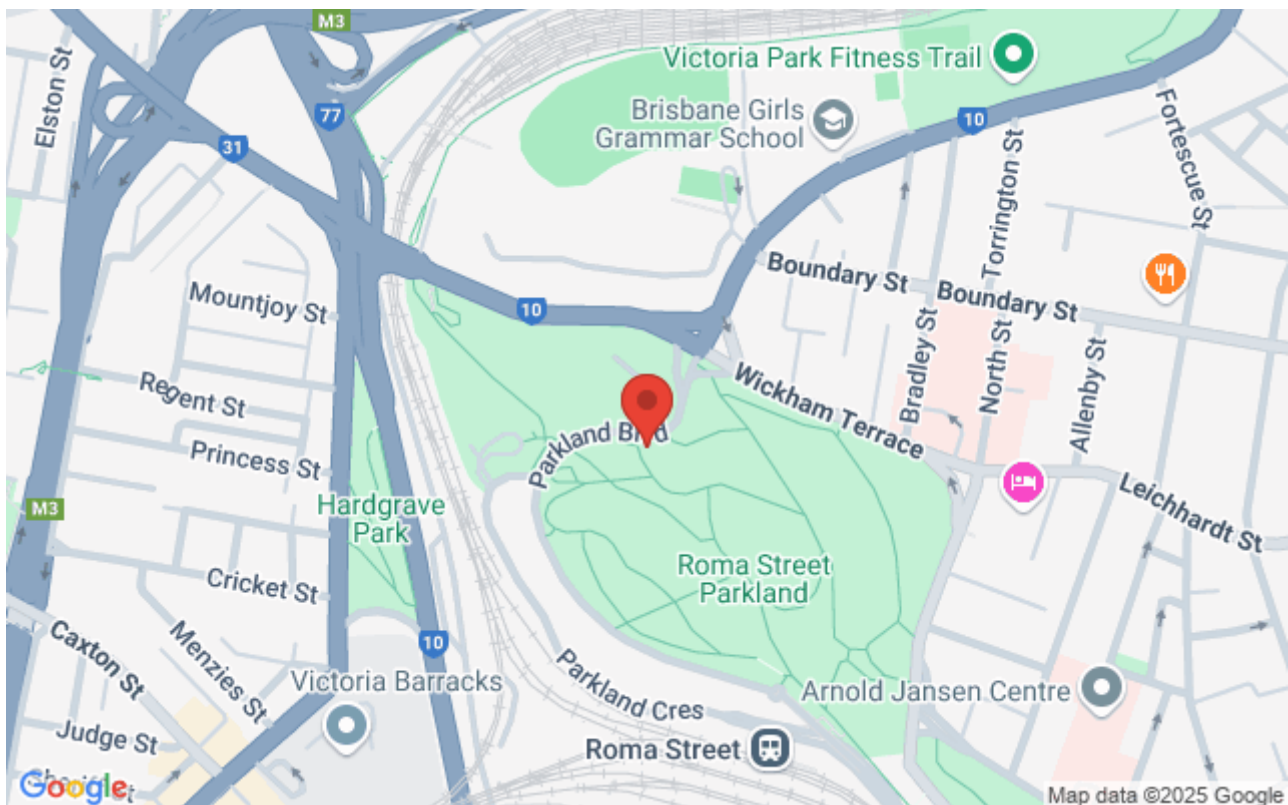 M3
Elston St
77
31
Victoria Park Fitness Trail
10
Brisbane Girls
Grammar School
Fortescue St
Torrington St
Boundary St
Boundary St
Mountjoy St
10
Bradley St
North St
Allenby St
Wickham Terrace
Regent St
Parkland Blvd
Princess St
Leichhardt St
M3
Hardgrave
Park
Roma Street
Parkland
Cricket St
Caxton St
Menzies St
10
Victoria Barracks
Parkland Cres
Arnold Jansen Centre
Judge St
Roma Street
Google
Map data ©2025 Google